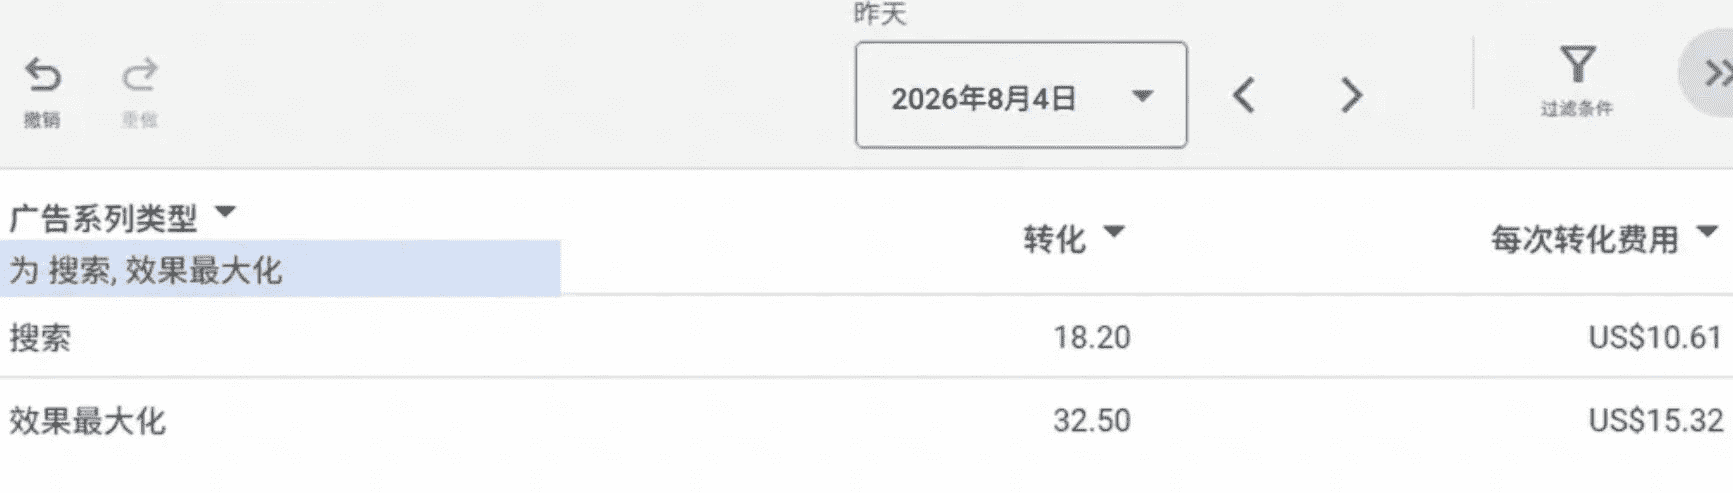 昨天
撤销
重做
2026年8月4日
过滤条件
广告系列类型
转化
每次转化费用
为 搜索, 效果最大化
搜索 18.20 US$10.61
效果最大化 32.50 US$15.32